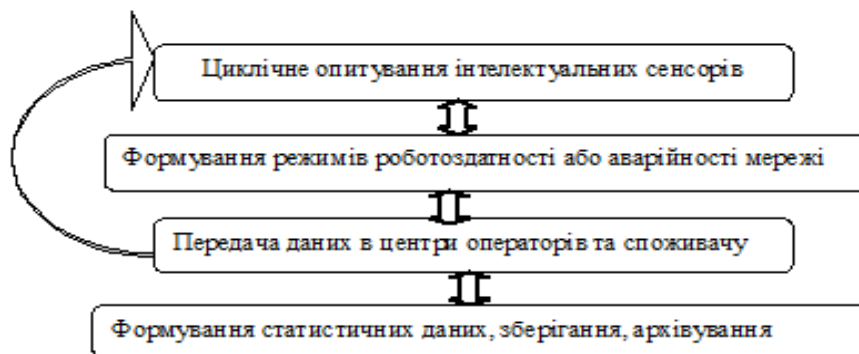 Циклічне опитування інтелектуальних сенсорів
Формування режимів роботоздатності або аварійності мережі
Передача даних в центри операторів та споживачу
Формування статистичних даних, зберігання, архівування